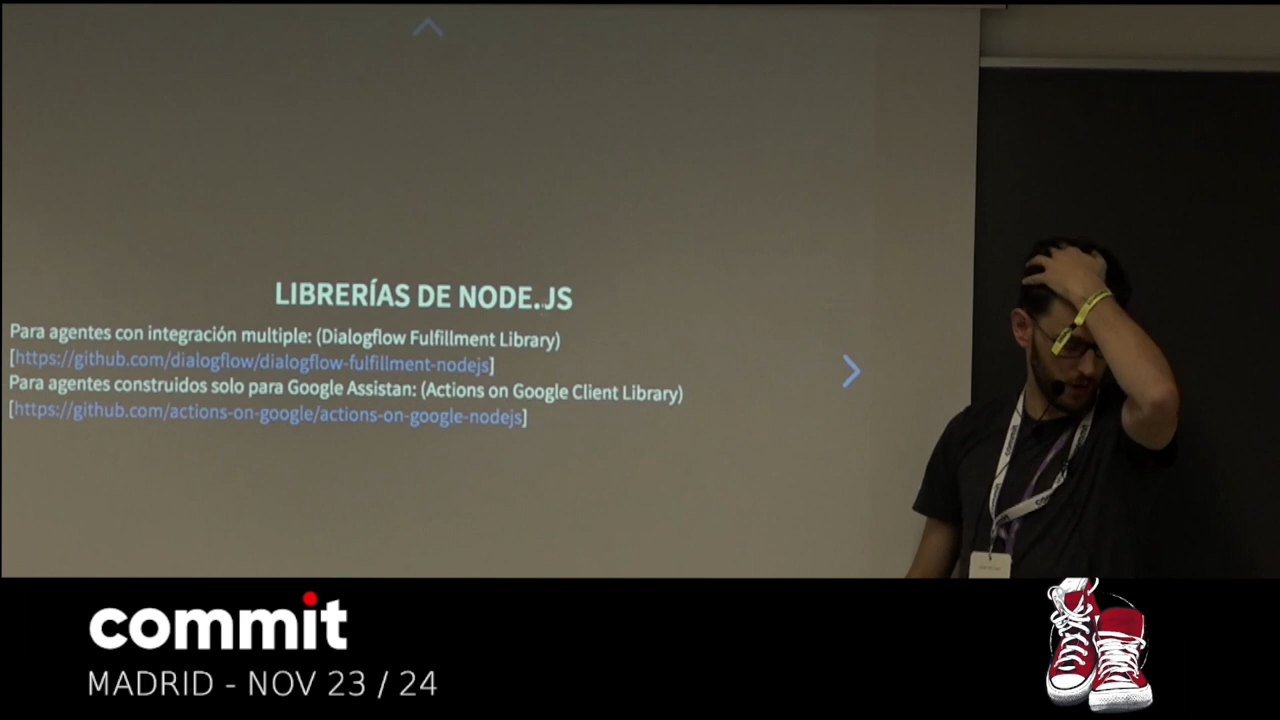 LIBRERÍAS DE NODE.JS
Para agentes con integración multiple: (Dialogflow Fulfillment Library)
[https://github.com/dialogflow/dialogflow-fulfillment-nodejs]
Para agentes construidos solo para Google Assistan: (Actions on Google Client Library)
[https://github.com/actions-on-google/actions-on-google-nodejs]
commit
MADRID - NOV 23 / 24